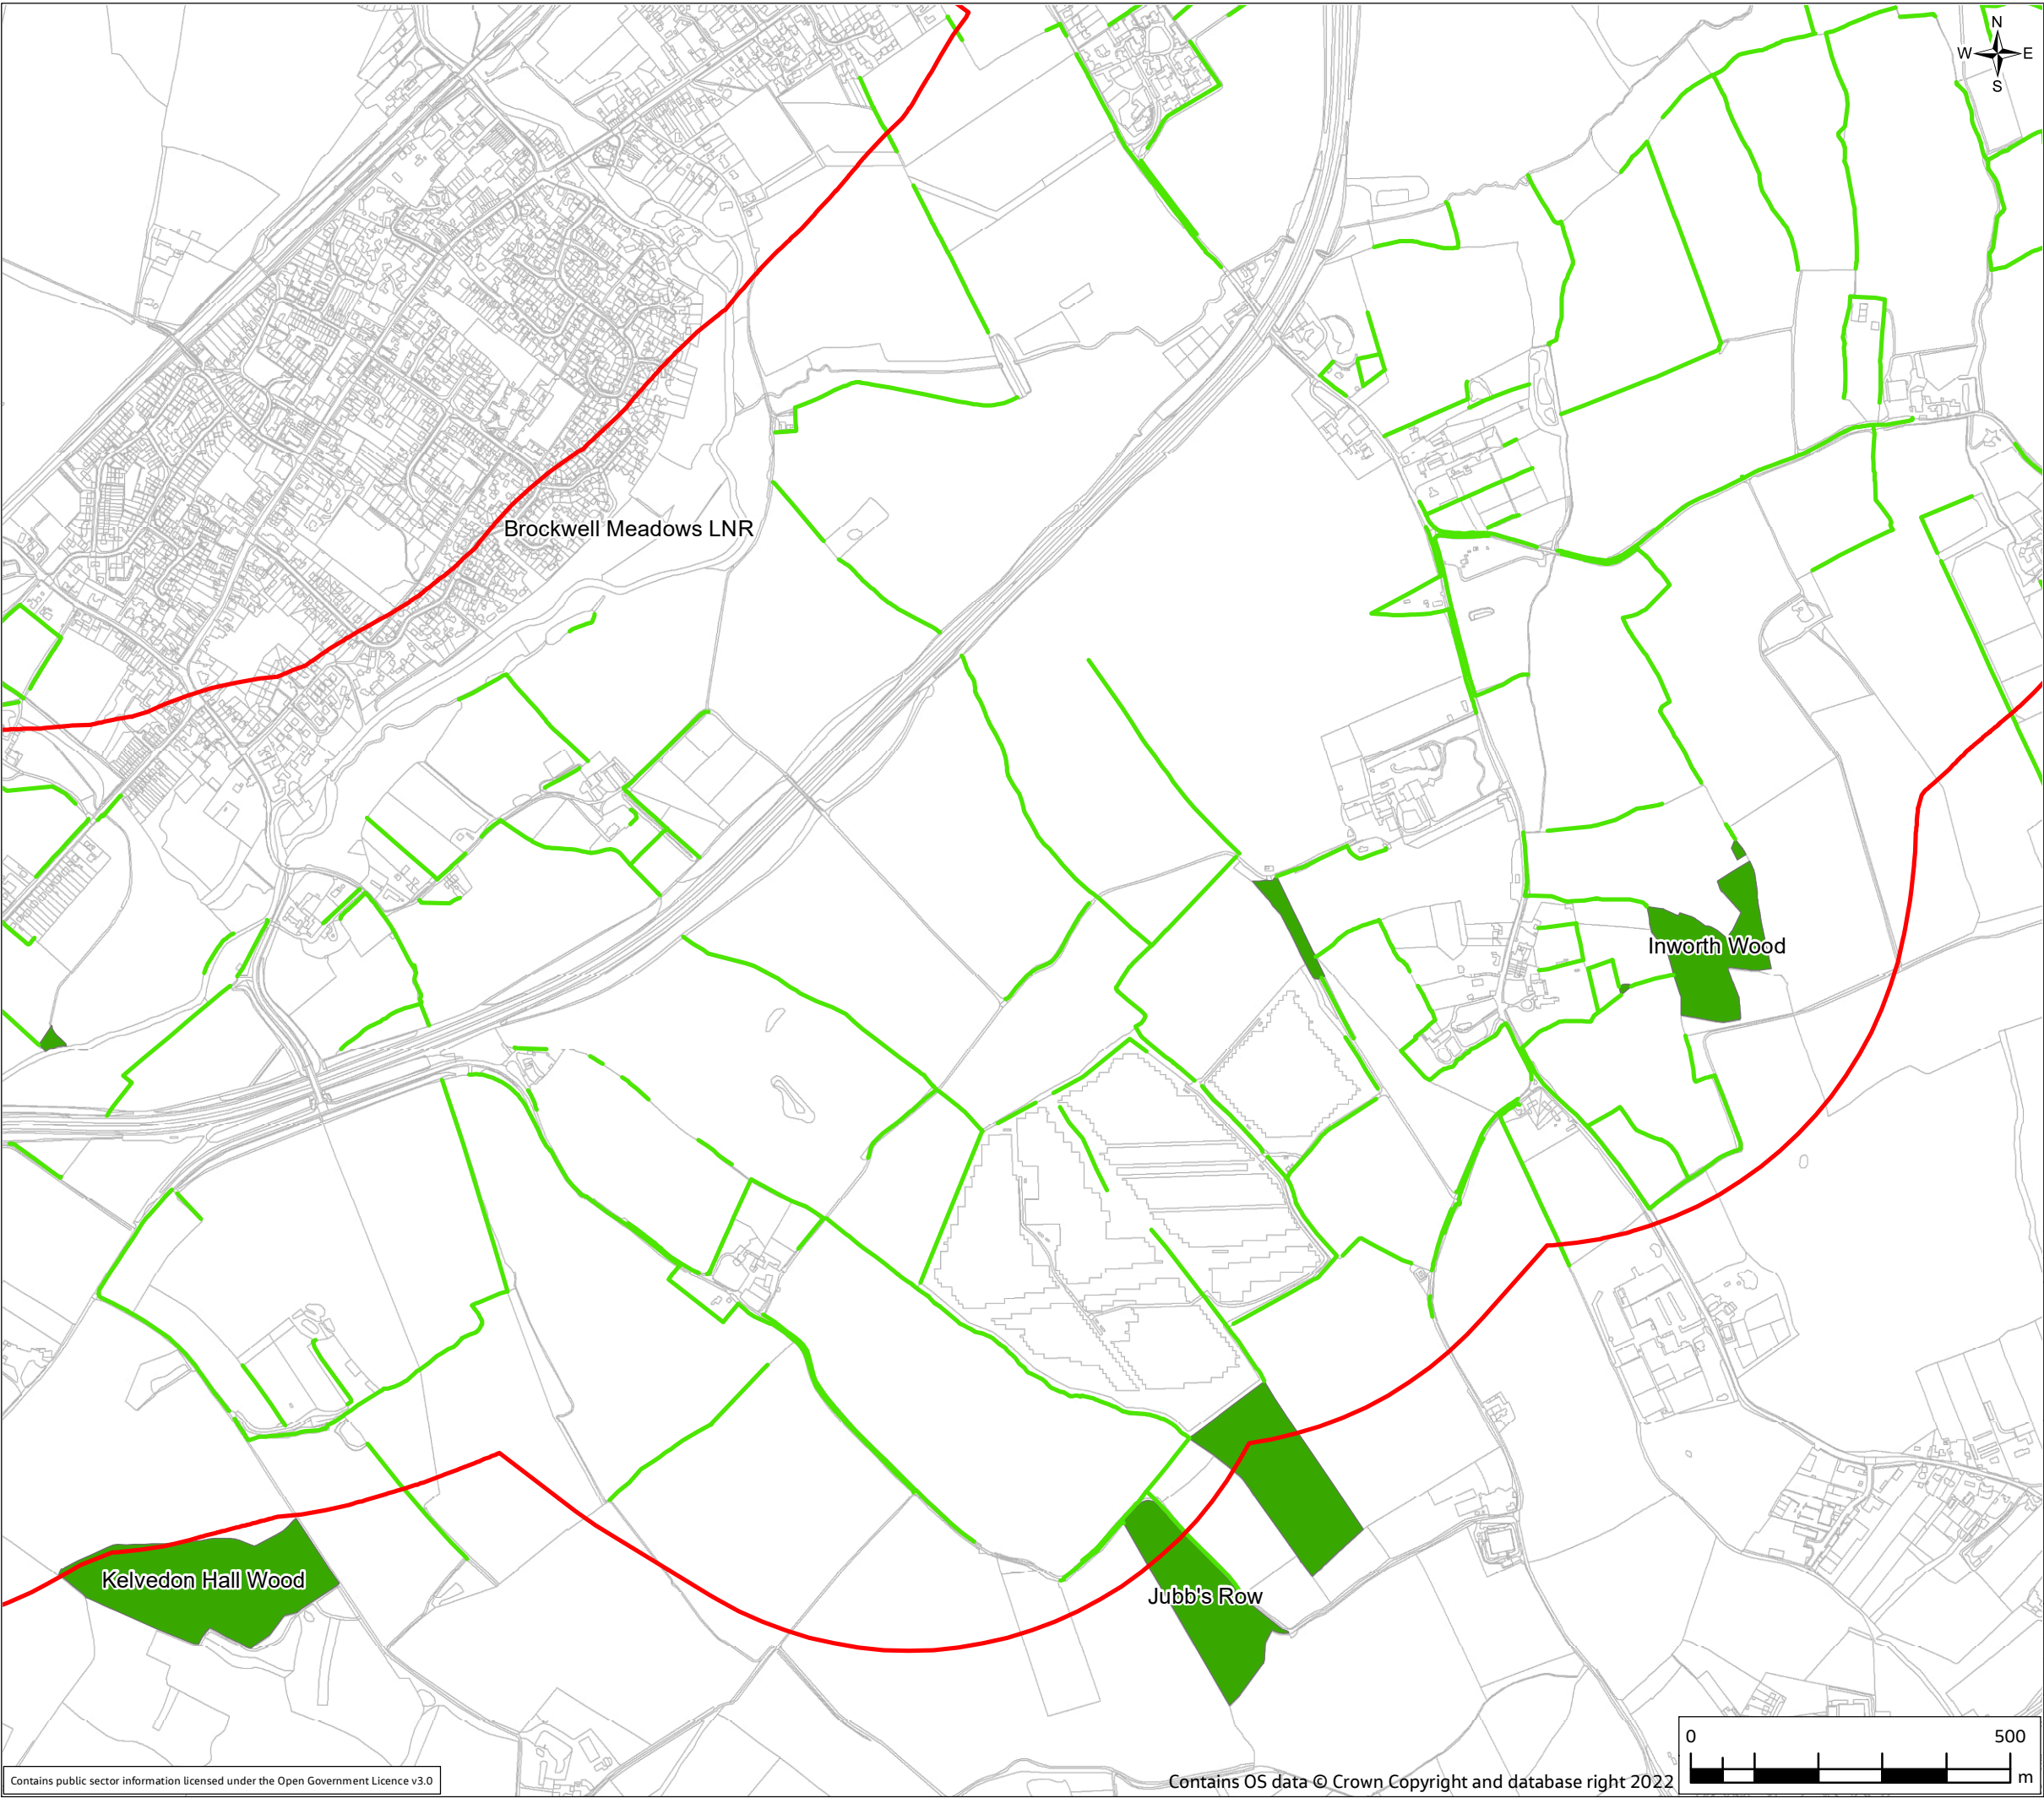 N
W E
S
Brockwell Meadows LNR
Inworth Wood
Kelvedon Hall Wood
Jubb's Row
0 500
m
Contains public sector information licensed under the Open Government Licence v3.0
Contains OS data © Crown Copyright and database right 2022